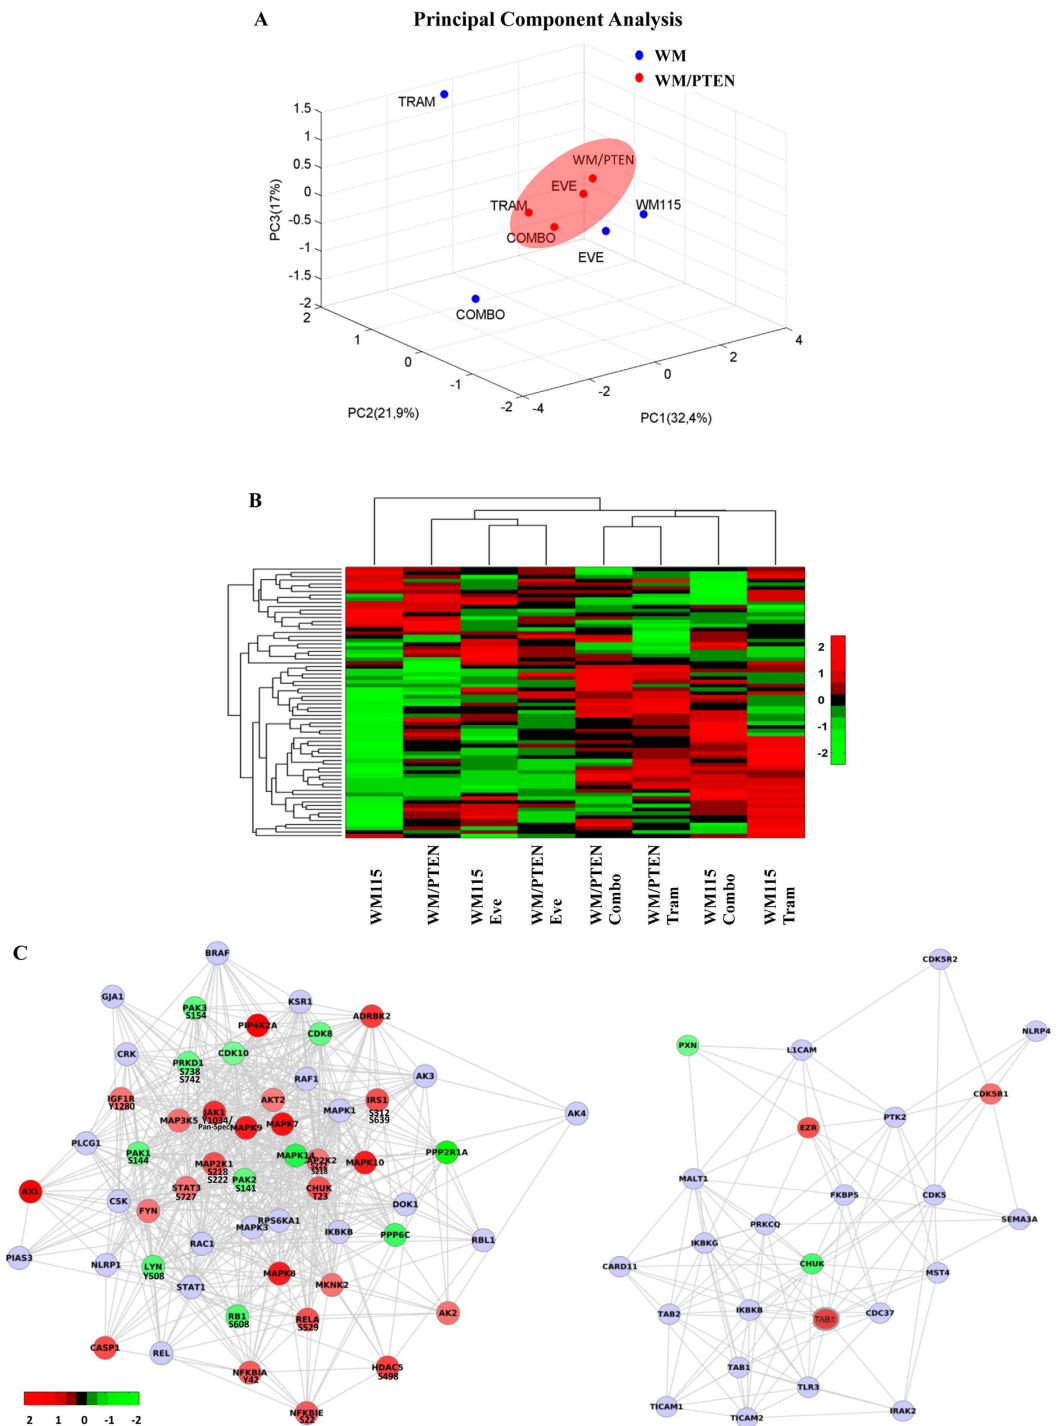 A
Principal Component Analysis
WM
WM/PTEN
TRAM
WM/PTEN
EVE
TRAM
COMBO
WM115
EVE
COMBO
1.5
1
0.5
0
-0.5
-1
-1.5
-2
PC3(17%)
2
1
0
-1
-2
PC2(21,9%)
-4
-2
0
2
4
PC1(32,4%)
B
2
1
0
-1
-2
WM115
WM/PTEN
WM115 Eve
WM/PTEN Eve
WM/PTEN Combo
WM/PTEN Tram
WM115 Combo
WM115 Tram
C
BRAF
GJA1
PAK3
S154
KSR1
PIP4K2A
ADRBK2
CDK8
CRK
CDK10
PRKD1
S738
S742
RAF1
AK3
IGF1R
Y1280
AKT2
IRS1
S312
S639
MAP3K5
JAK1
Y1034/
Pan-Spec
MAPK9
MAPK7
MAPK1
AK4
PLCG1
PAK1
S144
MAP2K1
S218
S222
MAPK14
AP2K2
S222
S218
MAPK10
PPP2R1A
PAK2
S141
AXL
STAT3
S727
CHUK
T23
CSK
FYN
DOK1
RPS6KA1
MAPK3
IKBKB
PPP6C
RBL1
RAC1
PIAS3
NLRP1
LYN
Y508
STAT1
MAPK8
MKNK2
RB1
S608
RELA
S529
AK2
CASP1
REL
NFKBIA
Y42
HDAC5
S498
NFKBIE
S22
2 1 0 -1 -2
CDK5R2
NLRP4
PXN
L1CAM
CDK5R1
PTK2
EZR
MALT1
FKBP5
CDK5
SEMA3A
PRKCQ
IKBKG
CARD11
CHUK
MST4
TAB2
IKBKB
TAB1
CDC37
TAB1
TLR3
TICAM1
TICAM2
IRAK2